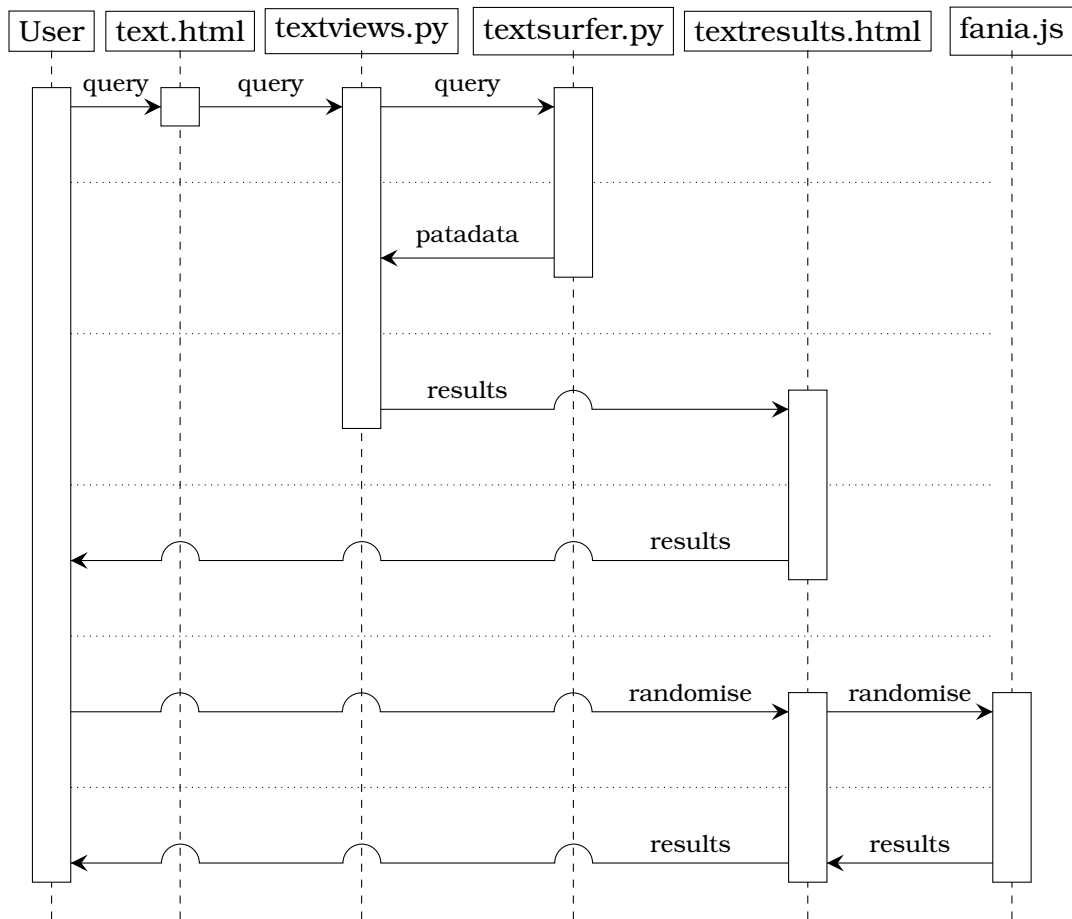 User text.html textviews.py textsurfer.py textresults.html fania.js
query query query
patadata
results
results
randomise randomise
results results